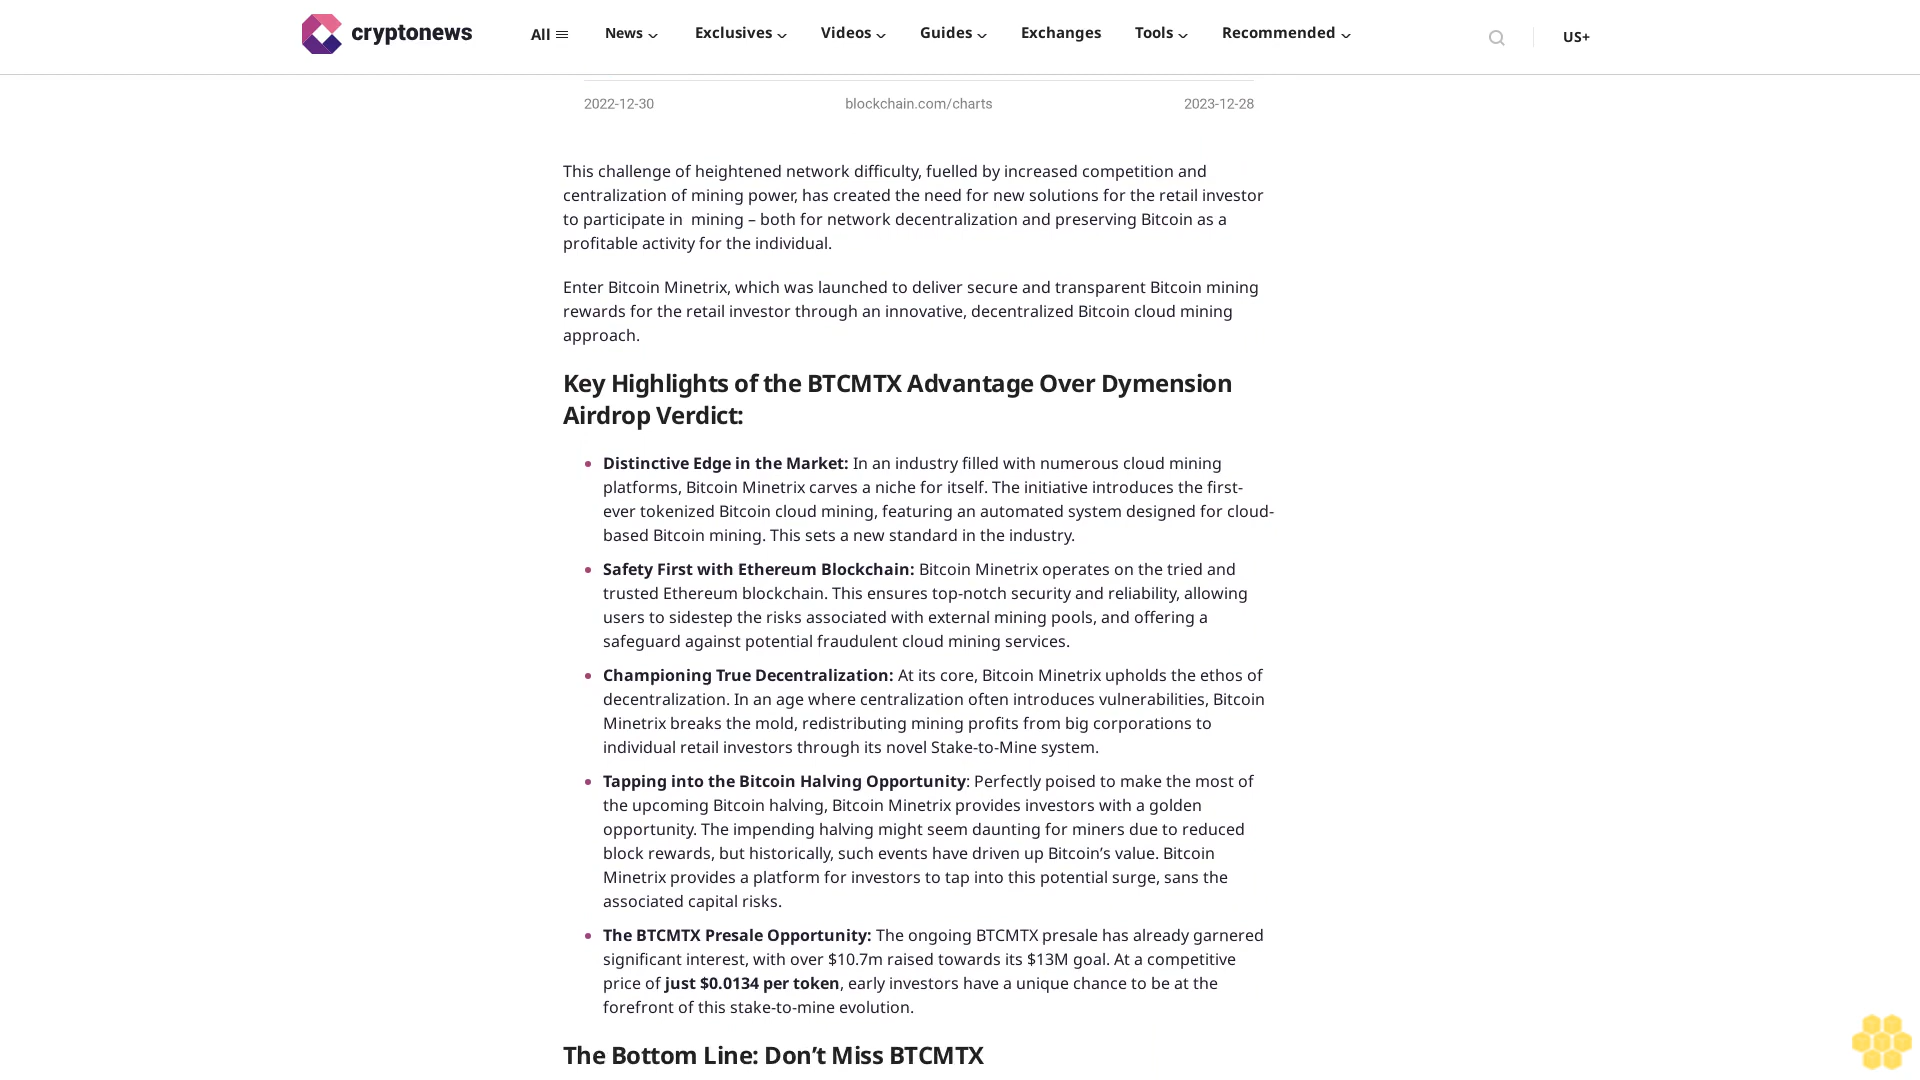 cryptonews
All
News
Exclusives
Videos
Guides
Exchanges
Tools
Recommended
US+
2022-12-30
blockchain.com/charts
2023-12-28
This challenge of heightened network difficulty, fuelled by increased competition and
centralization of mining power, has created the need for new solutions for the retail investor
to participate in  mining – both for network decentralization and preserving Bitcoin as a
profitable activity for the individual.
Enter Bitcoin Minetrix, which was launched to deliver secure and transparent Bitcoin mining
rewards for the retail investor through an innovative, decentralized Bitcoin cloud mining
approach.
Key Highlights of the BTCMTX Advantage Over Dymension
Airdrop Verdict:
Distinctive Edge in the Market: In an industry filled with numerous cloud mining
platforms, Bitcoin Minetrix carves a niche for itself. The initiative introduces the first-
ever tokenized Bitcoin cloud mining, featuring an automated system designed for cloud-
based Bitcoin mining. This sets a new standard in the industry.
Safety First with Ethereum Blockchain: Bitcoin Minetrix operates on the tried and
trusted Ethereum blockchain. This ensures top-notch security and reliability, allowing
users to sidestep the risks associated with external mining pools, and offering a
safeguard against potential fraudulent cloud mining services.
Championing True Decentralization: At its core, Bitcoin Minetrix upholds the ethos of
decentralization. In an age where centralization often introduces vulnerabilities, Bitcoin
Minetrix breaks the mold, redistributing mining profits from big corporations to
individual retail investors through its novel Stake-to-Mine system.
Tapping into the Bitcoin Halving Opportunity: Perfectly poised to make the most of
the upcoming Bitcoin halving, Bitcoin Minetrix provides investors with a golden
opportunity. The impending halving might seem daunting for miners due to reduced
block rewards, but historically, such events have driven up Bitcoin’s value. Bitcoin
Minetrix provides a platform for investors to tap into this potential surge, sans the
associated capital risks.
The BTCMTX Presale Opportunity: The ongoing BTCMTX presale has already garnered
significant interest, with over $10.7m raised towards its $13M goal. At a competitive
price of just $0.0134 per token, early investors have a unique chance to be at the
forefront of this stake-to-mine evolution.
The Bottom Line: Don’t Miss BTCMTX